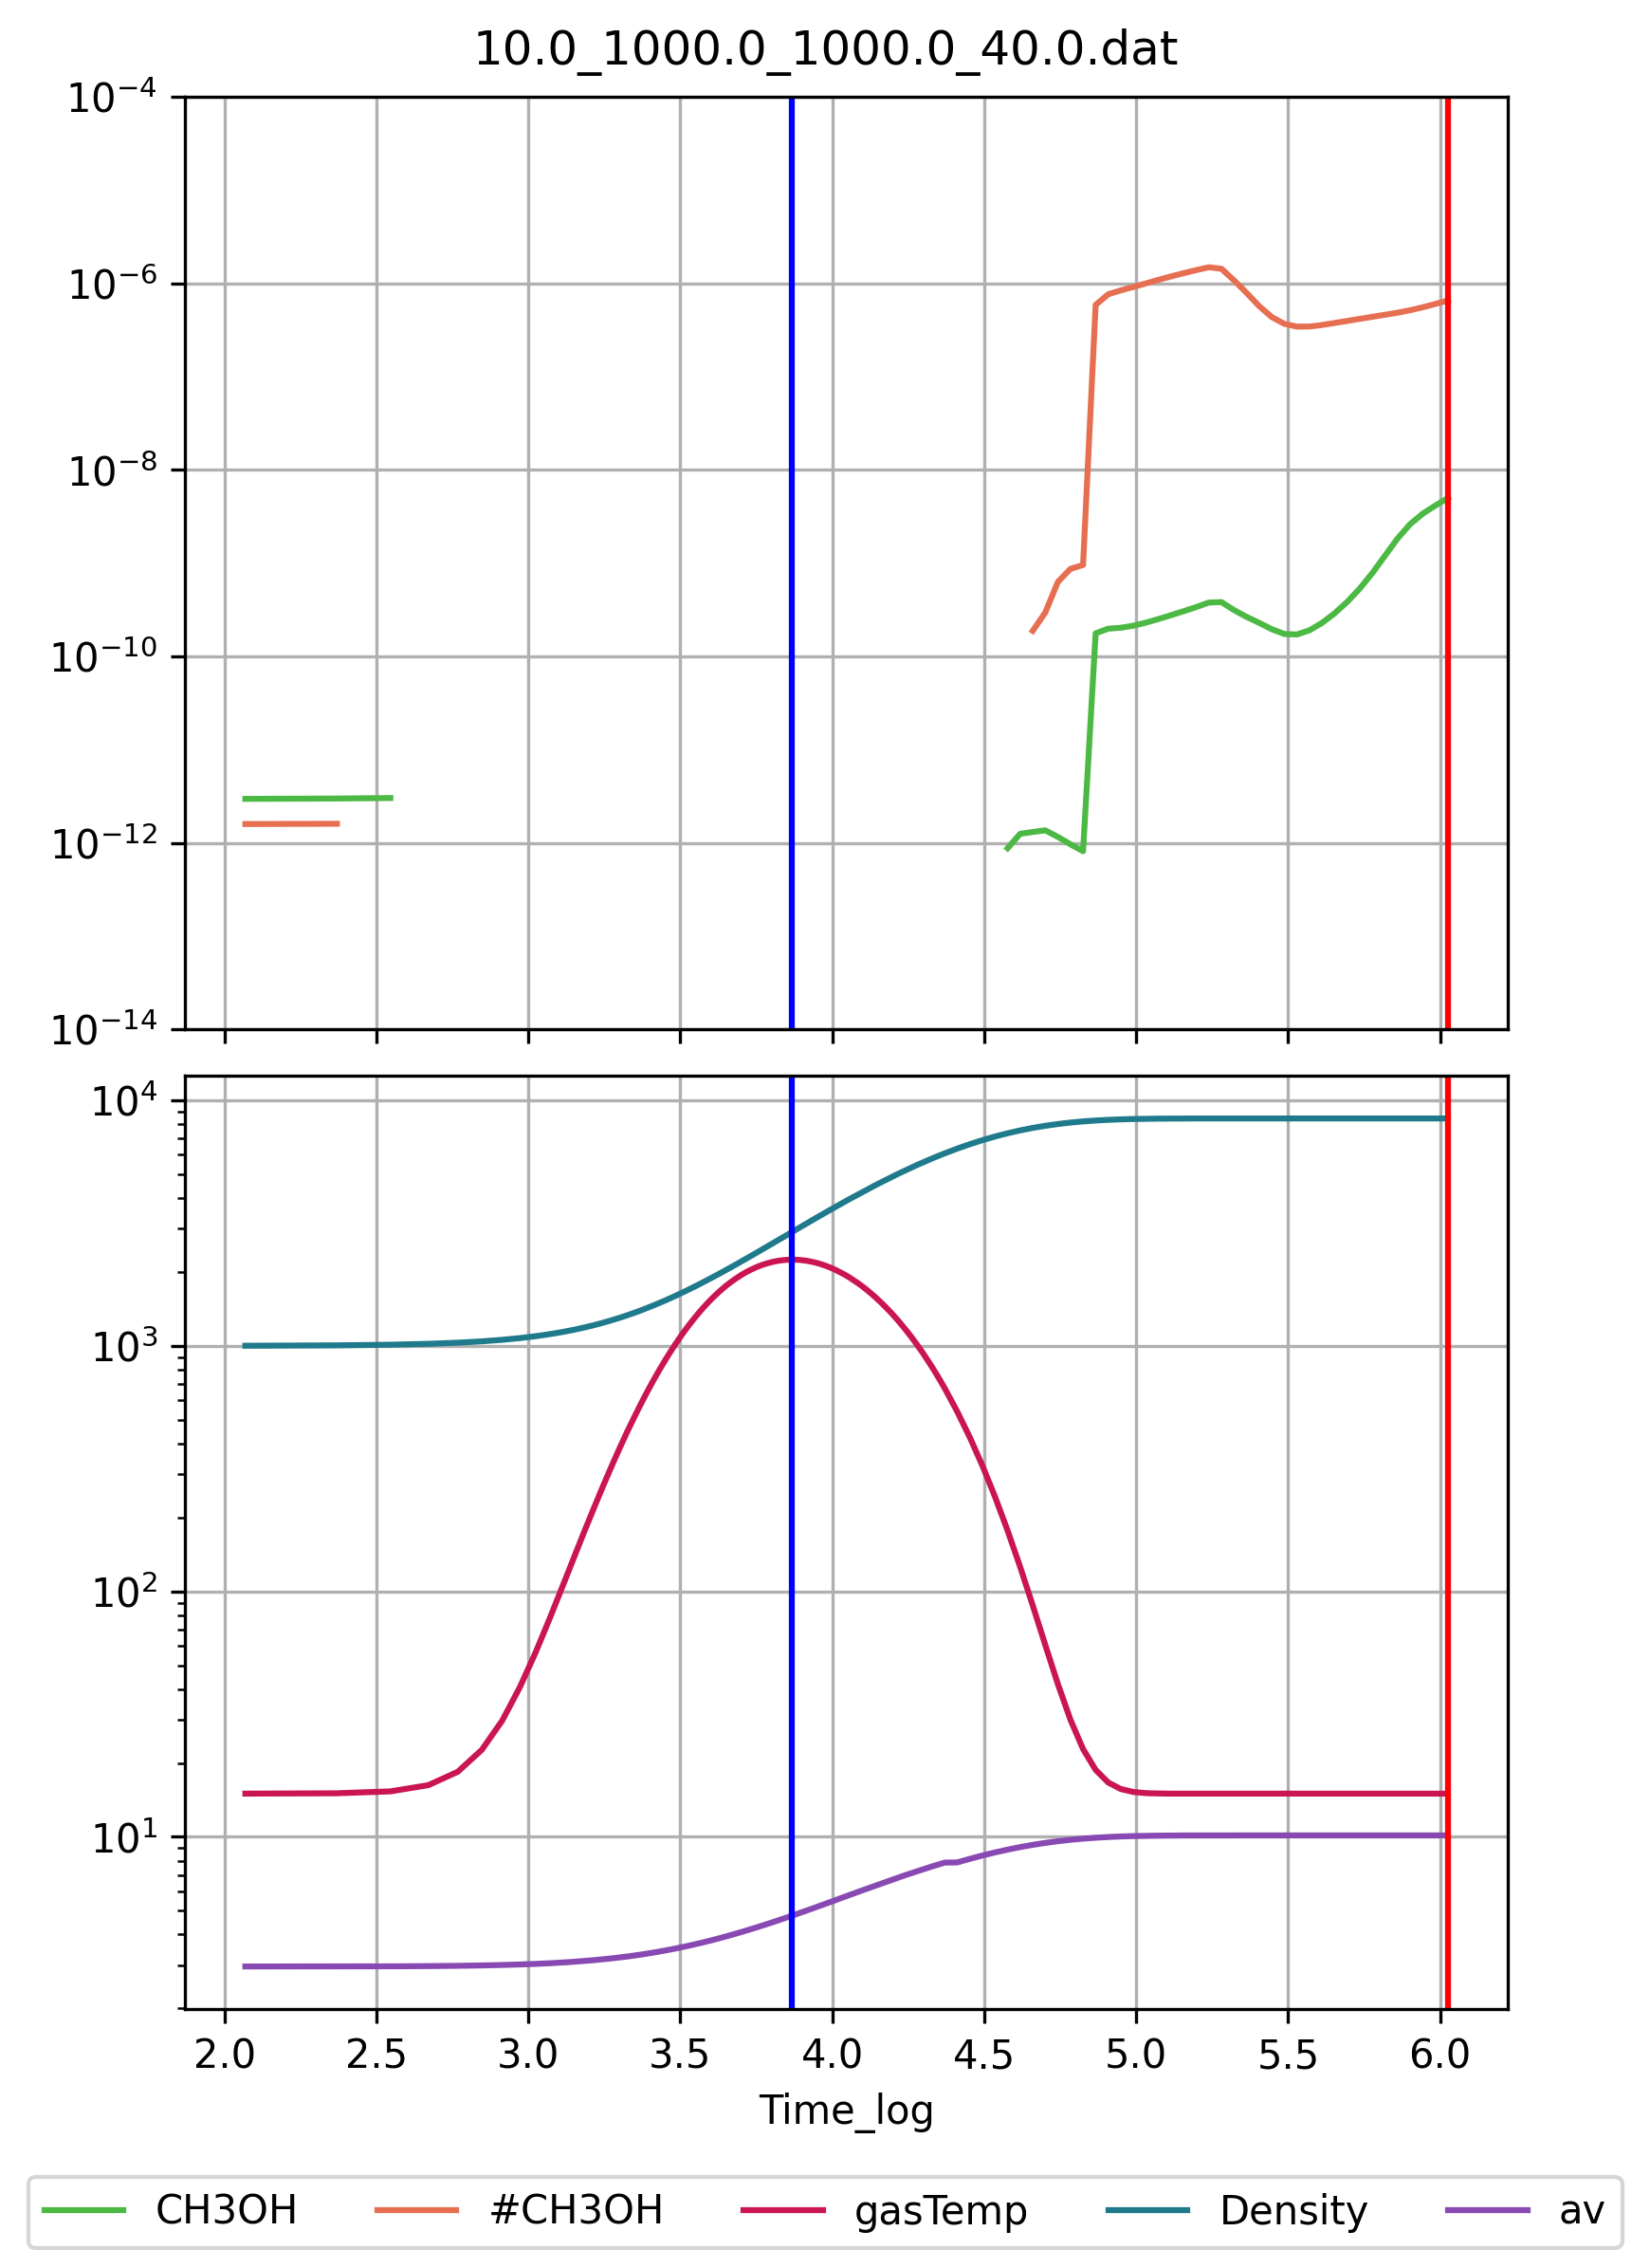 10.0_1000.0_1000.0_40.0.dat
10⁻⁴
10⁻⁶
10⁻⁸
10⁻¹⁰
10⁻¹²
10⁻¹⁴
10⁴
10³
10²
10¹
2.0 2.5 3.0 3.5 4.0 4.5 5.0 5.5 6.0
Time_log
CH3OH #CH3OH gasTemp Density av